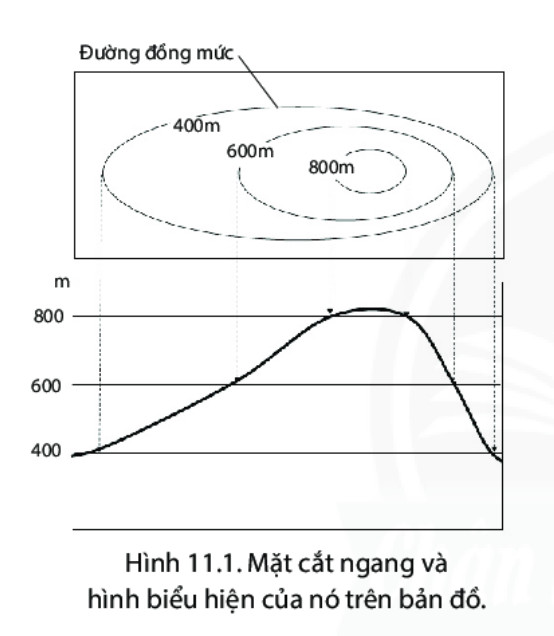 Đường đồng mức
400m
600m
800m
m
800
600
400
Hình 11.1. Mặt cắt ngang và
hình biểu hiện của nó trên bản đồ.